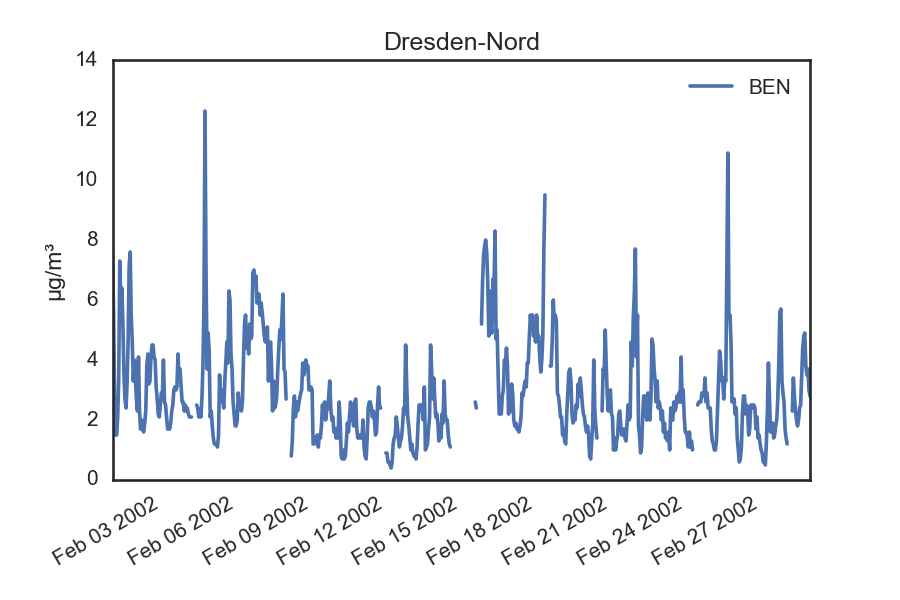 Dresden-Nord
BEN
µg/m³
14
12
10
8
6
4
2
0
Feb 03 2002
Feb 06 2002
Feb 09 2002
Feb 12 2002
Feb 15 2002
Feb 18 2002
Feb 21 2002
Feb 24 2002
Feb 27 2002